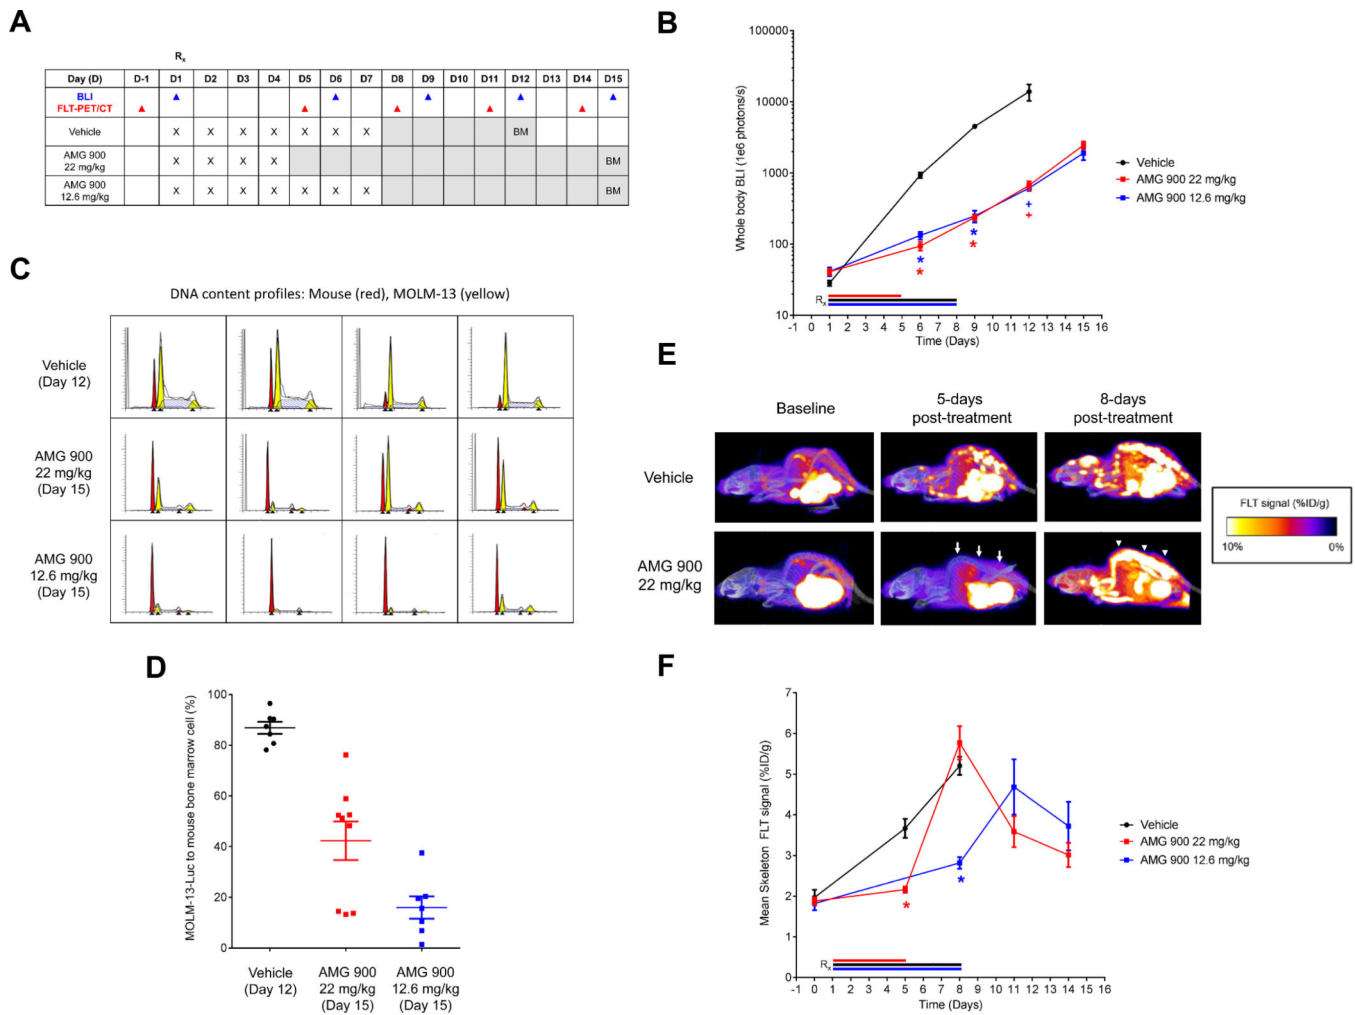 A
Rx
Day (D) D-1 D1 D2 D3 D4 D5 D6 D7 D8 D9 D10 D11 D12 D13 D14 D15
BLI
FLT-PET/CT
Vehicle X X X X X X X BM
AMG 900
22 mg/kg
X X X X BM
AMG 900
12.6 mg/kg
X X X X X X X BM
B
Whole body BLI (1e6 photons/s)
100000
10000
1000
100
10
Rx
-1 0 1 2 3 4 5 6 7 8 9 10 11 12 13 14 15 16
Time (Days)
* * * * + +
Vehicle
AMG 900 22 mg/kg
AMG 900 12.6 mg/kg
C
DNA content profiles: Mouse (red), MOLM-13 (yellow)
Vehicle
(Day 12)
AMG 900
22 mg/kg
(Day 15)
AMG 900
12.6 mg/kg
(Day 15)
D
MOLM-13-Luc to mouse bone marrow cell (%)
100
80
60
40
20
0
Vehicle
(Day 12)
AMG 900
22 mg/kg
(Day 15)
AMG 900
12.6 mg/kg
(Day 15)
E
Baseline
5-days
post-treatment
8-days
post-treatment
Vehicle
AMG 900
22 mg/kg
FLT signal (%ID/g)
10% 0%
F
Mean Skeleton FLT signal (%ID/g)
7
6
5
4
3
2
1
0
* *
Rx
-1 0 1 2 3 4 5 6 7 8 9 10 11 12 13 14 15 16
Time (Days)
Vehicle
AMG 900 22 mg/kg
AMG 900 12.6 mg/kg